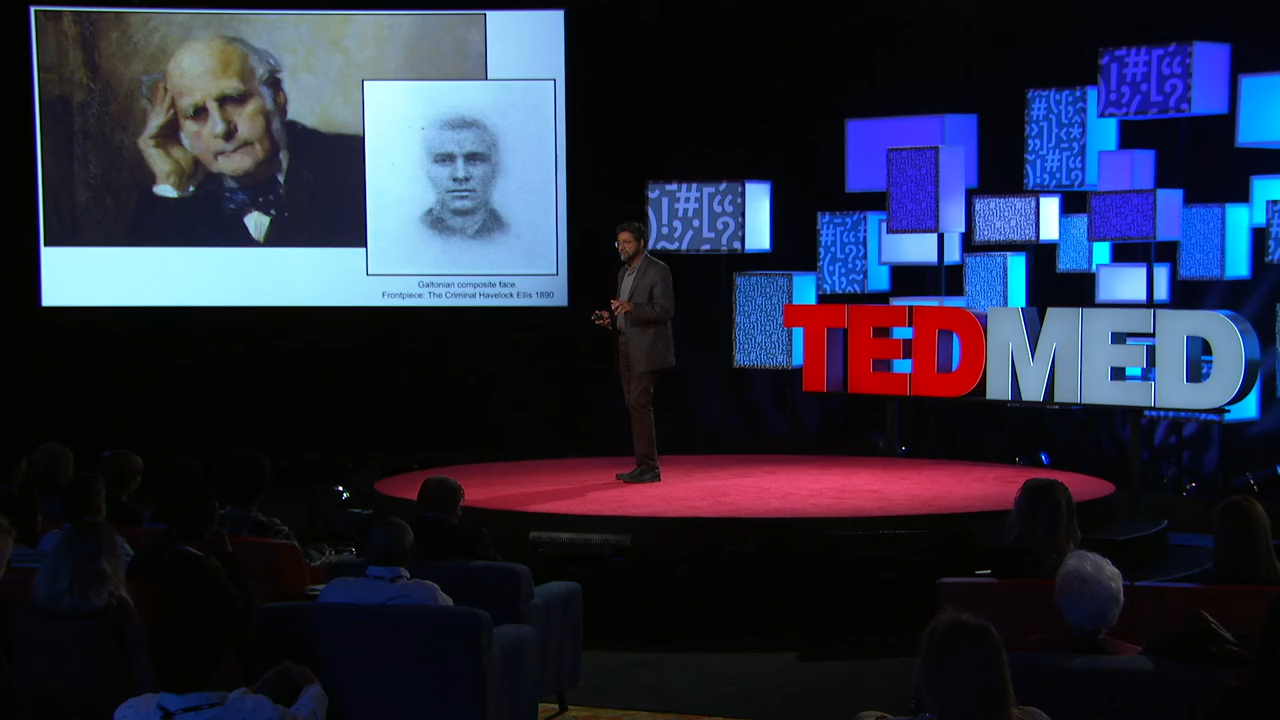 Galtonian composite face.
Frontpiece: The Criminal Havelock Ellis 1890
TEDMED